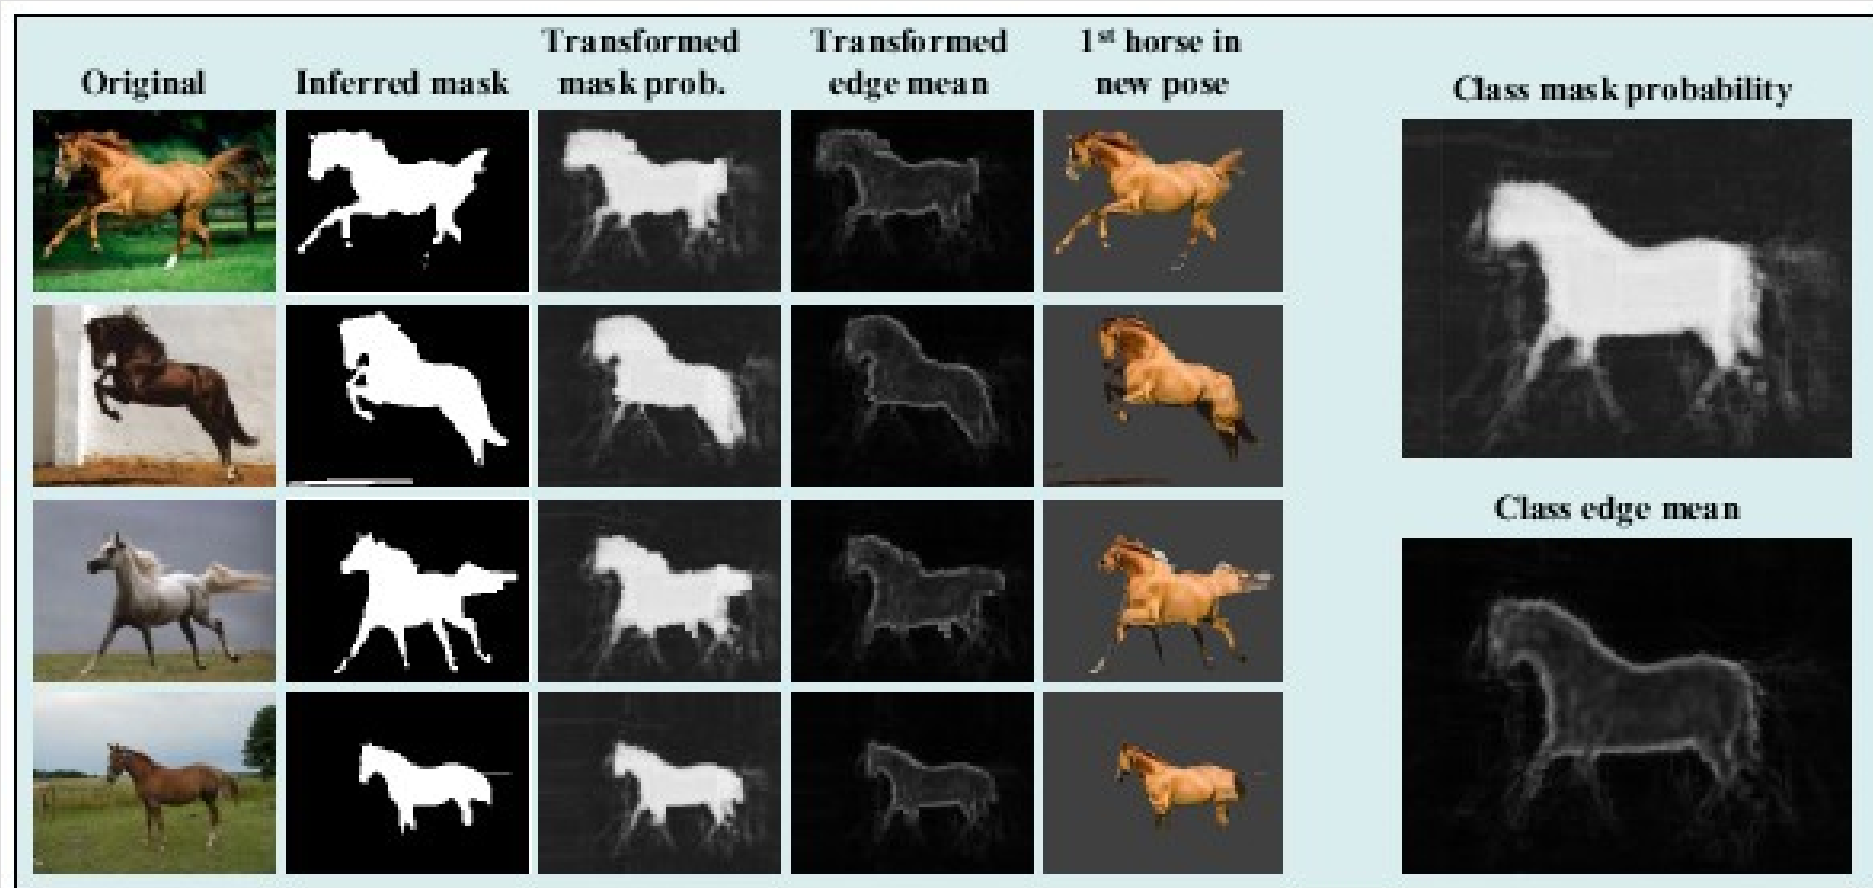 Original
Inferred mask
Transformed
mask prob.
Transformed
edge mean
1st horse in
new pose
Class mask probability
Class edge mean